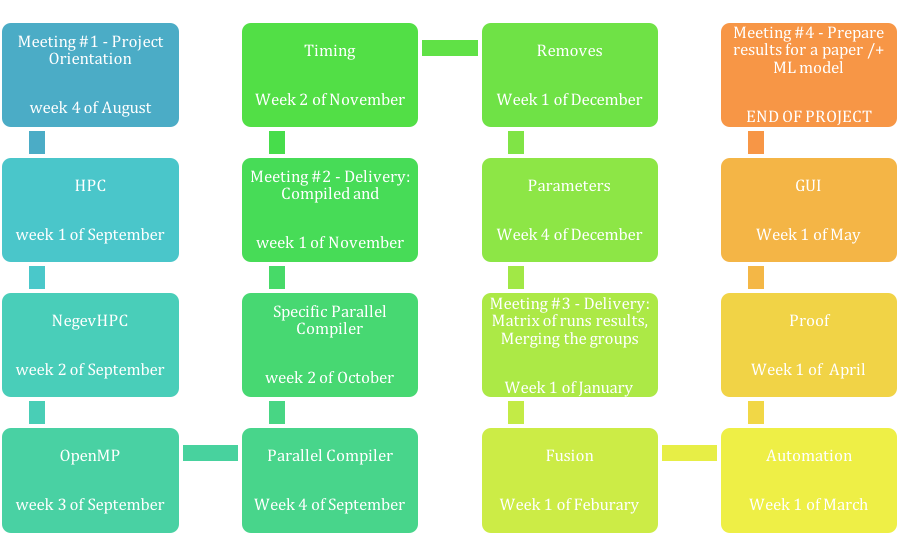 Meeting #1 - Project
Orientation
week 4 of August
HPC
week 1 of September
NegevHPC
week 2 of September
OpenMP
week 3 of September
Parallel Compiler
Week 4 of September
Specific Parallel
Compiler
week 2 of October
Meeting #2 - Delivery:
Compiled and
week 1 of November
Timing
Week 2 of November
Removes
Week 1 of December
Parameters
Week 4 of December
Meeting #3 - Delivery:
Matrix of runs results,
Merging the groups
Week 1 of January
Fusion
Week 1 of Feburary
Automation
Week 1 of March
Proof
Week 1 of April
GUI
Week 1 of May
Meeting #4 - Prepare
results for a paper /+
ML model
END OF PROJECT